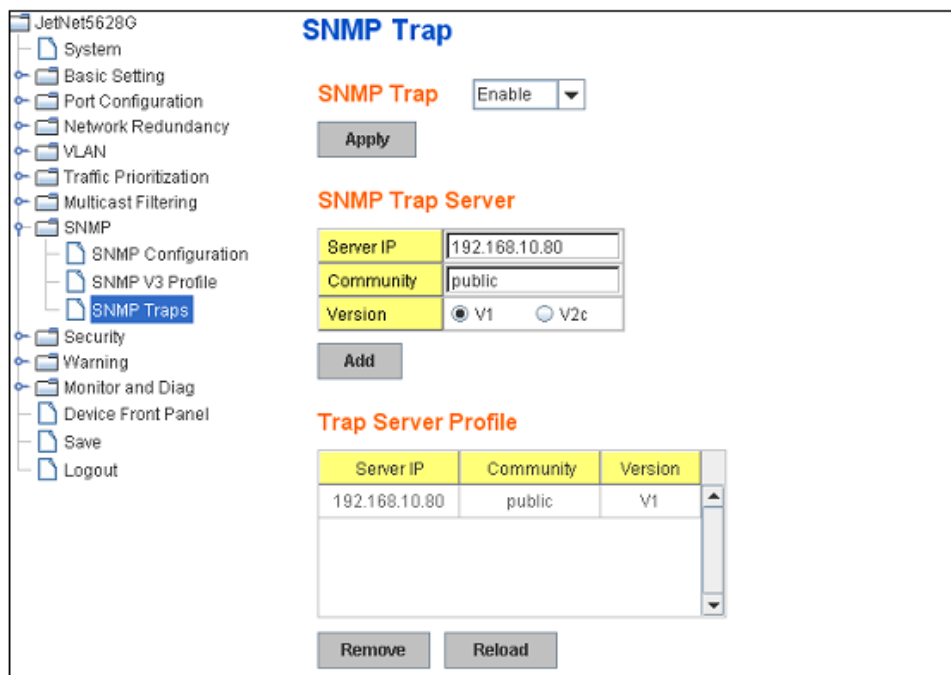 JetNet5628G
System
Basic Setting
Port Configuration
Network Redundancy
VLAN
Traffic Prioritization
Multicast Filtering
SNMP
SNMP Configuration
SNMP V3 Profile
SNMP Traps
Security
Warning
Monitor and Diag
Device Front Panel
Save
Logout
SNMP Trap
SNMP Trap Enable
Apply
SNMP Trap Server
Server IP 192.168.10.80
Community public
Version V1 V2c
Add
Trap Server Profile
Server IP Community Version
192.168.10.80 public V1
Remove Reload